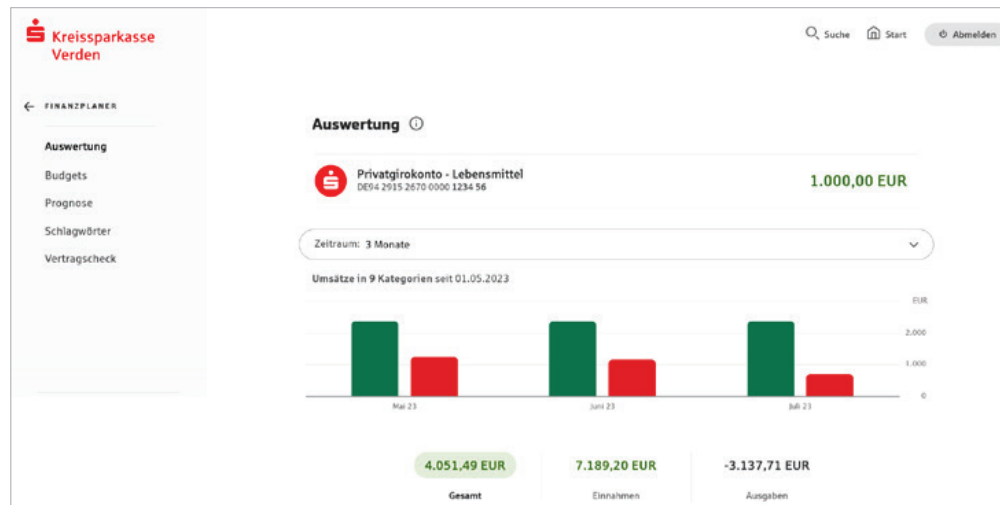 Kreissparkasse
Verden
Suche
Start
Abmelden
FINANZPLANER
Auswertung
Budgets
Prognose
Schlagwörter
Vertragscheck
Auswertung
Privatgirokonto - Lebensmittel
DE94 2915 2670 0000 1234 56
1.000,00 EUR
Zeitraum: 3 Monate
Umsätze in 9 Kategorien seit 01.05.2023
EUR
2.000
1.000
0
Mai 23
Juni 23
Juli 23
4.051,49 EUR
7.189,20 EUR
-3.137,71 EUR
Gesamt
Einnahmen
Ausgaben